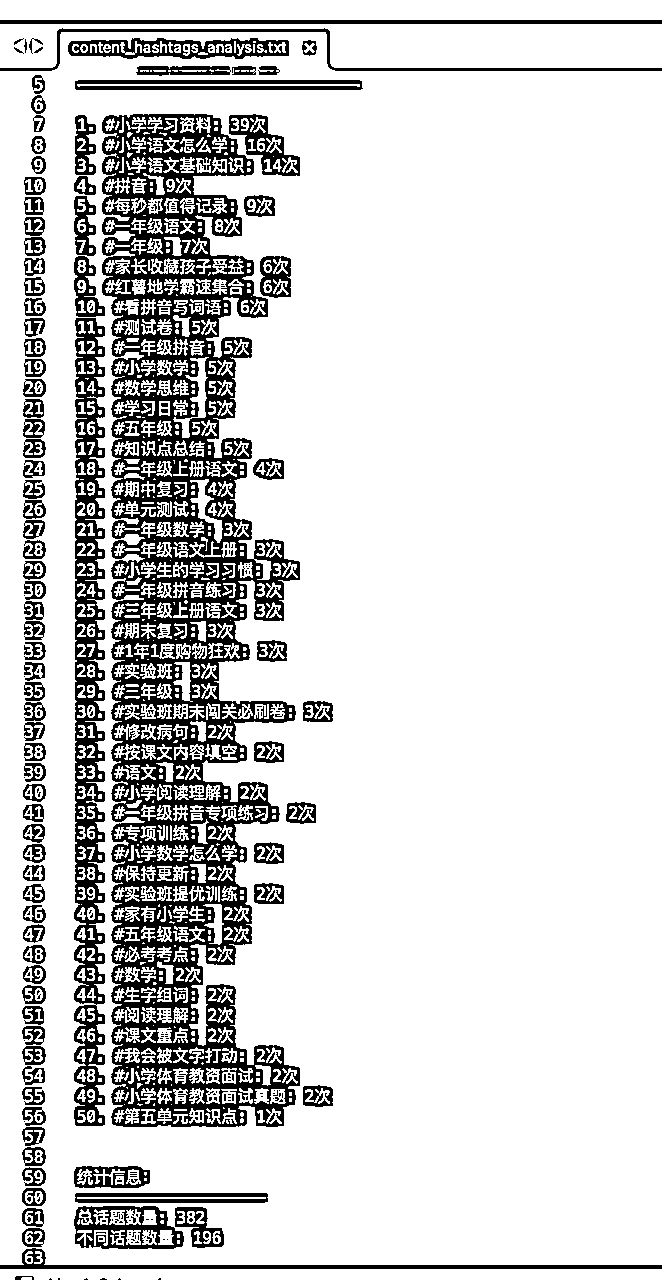 content_hashtags_analysis.txt
5 ==================================
6
7 1. #小学学习资料: 39次
8 2. #小学语文怎么学: 16次
9 3. #小学语文基础知识: 14次
10 4. #拼音: 9次
11 5. #每秒都值得记录: 9次
12 6. #二年级语文: 8次
13 7. #二年级: 7次
14 8. #家长收藏孩子受益: 6次
15 9. #红薯地学霸速集合: 6次
16 10. #看拼音写词语: 6次
17 11. #测试卷: 5次
18 12. #二年级拼音: 5次
19 13. #小学数学: 5次
20 14. #数学思维: 5次
21 15. #学习日常: 5次
22 16. #五年级: 5次
23 17. #知识点总结: 5次
24 18. #二年级上册语文: 4次
25 19. #期中复习: 4次
26 20. #单元测试: 4次
27 21. #二年级数学: 3次
28 22. #一年级语文上册: 3次
29 23. #小学生的学习习惯: 3次
30 24. #二年级拼音练习: 3次
31 25. #三年级上册语文: 3次
32 26. #期末复习: 3次
33 27. #1年1度购物狂欢: 3次
34 28. #实验班: 3次
35 29. #三年级: 3次
36 30. #实验班期末闯关必刷卷: 3次
37 31. #修改病句: 2次
38 32. #按课文内容填空: 2次
39 33. #语文: 2次
40 34. #小学阅读理解: 2次
41 35. #二年级拼音专项练习: 2次
42 36. #专项训练: 2次
43 37. #小学数学怎么学: 2次
44 38. #保持更新: 2次
45 39. #实验班提优训练: 2次
46 40. #家有小学生: 2次
47 41. #五年级语文: 2次
48 42. #必考考点: 2次
49 43. #数学: 2次
50 44. #生字组词: 2次
51 45. #阅读理解: 2次
52 46. #课文重点: 2次
53 47. #我会被文字打动: 2次
54 48. #小学体育教资面试: 2次
55 49. #小学体育教资面试真题: 2次
56 50. #第五单元知识点: 1次
57
58
59 统计信息:
60 =======================
61 总话题数量: 382
62 不同话题数量: 196
63